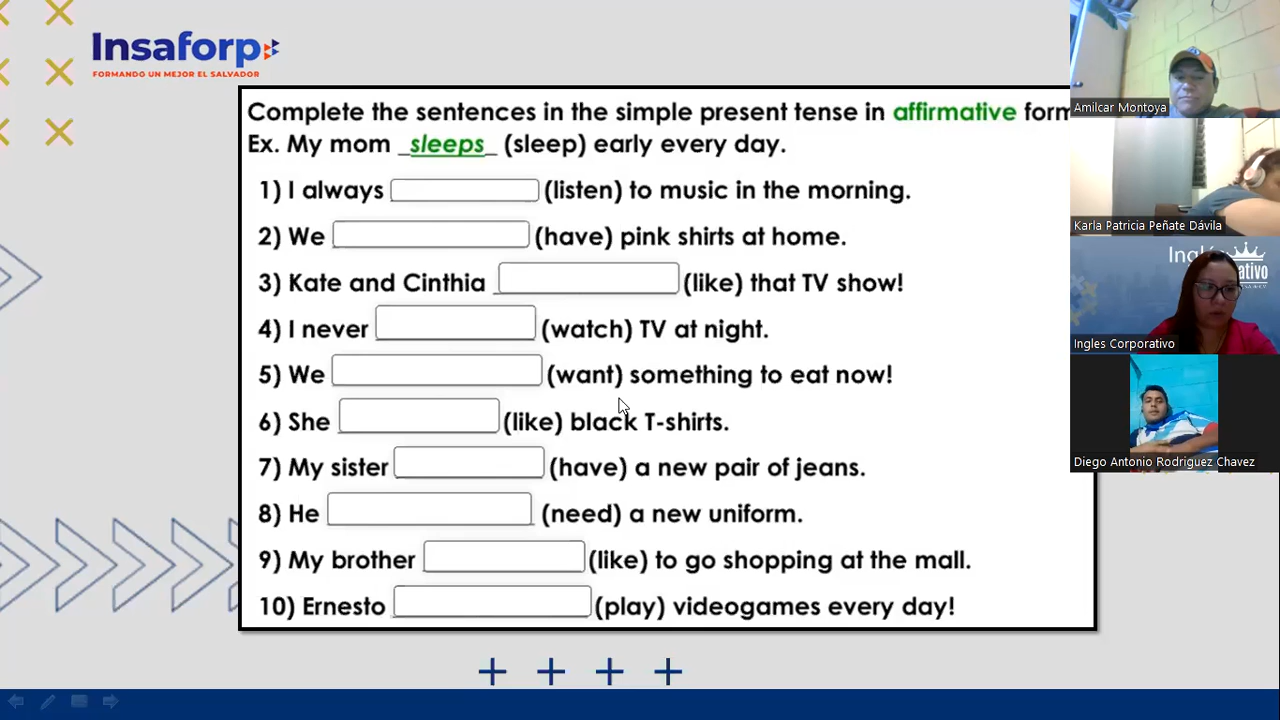 Insaforp
FORMANDO UN MEJOR EL SALVADOR
Complete the sentences in the simple present tense in affirmative form
Ex. My mom _sleeps_ (sleep) early every day.
1) I always (listen) to music in the morning.
2) We (have) pink shirts at home.
3) Kate and Cinthia (like) that TV show!
4) I never (watch) TV at night.
5) We (want) something to eat now!
6) She (like) black T-shirts.
7) My sister (have) a new pair of jeans.
8) He (need) a new uniform.
9) My brother (like) to go shopping at the mall.
10) Ernesto (play) videogames every day!
Amilcar Montoya
Karla Patricia Peñate Dávila
Ingles Corporativo
Diego Antonio Rodriguez Chavez